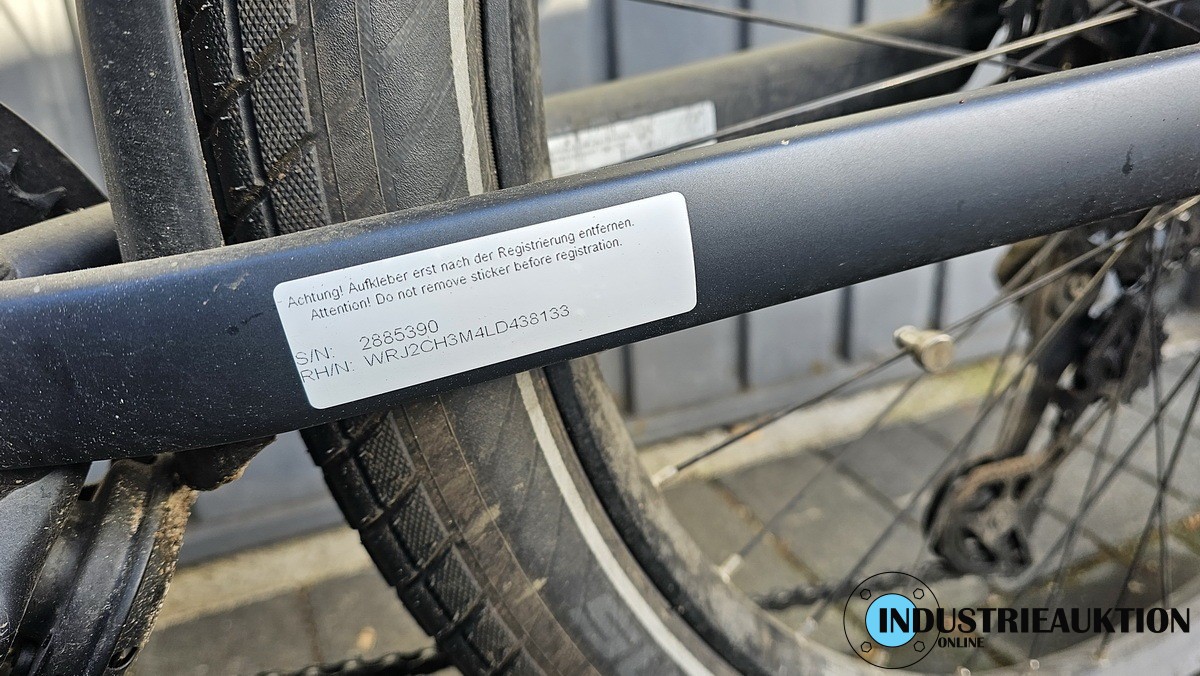 Achtung! Aufkleber erst nach der Registrierung entfernen.
Attention! Do not remove sticker before registration.
S/N: 2885390
RH/N: WRJ2CH3M4LD438133
INDUSTRIEAUKTION
ONLINE